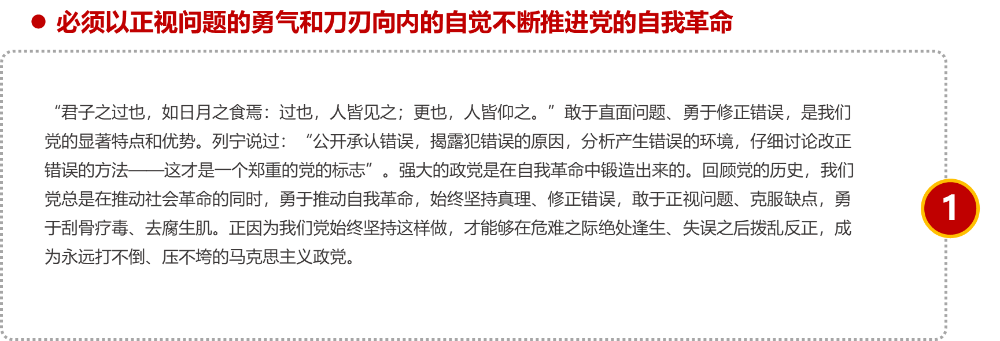 ● 必须以正视问题的勇气和刀刃向内的自觉不断推进党的自我革命
“君子之过也，如日月之食焉：过也，人皆见之；更也，人皆仰之。”敢于直面问题、勇于修正错误，是我们
党的显著特点和优势。列宁说过：“公开承认错误，揭露犯错误的原因，分析产生错误的环境，仔细讨论改正
错误的方法——这才是一个郑重的党的标志”。强大的政党是在自我革命中锻造出来的。回顾党的历史，我们
党总是在推动社会革命的同时，勇于推动自我革命，始终坚持真理、修正错误，敢于正视问题、克服缺点，勇
于刮骨疗毒、去腐生肌。正因为我们党始终坚持这样做，才能够在危难之际绝处逢生、失误之后拨乱反正，成
为永远打不倒、压不垮的马克思主义政党。
1